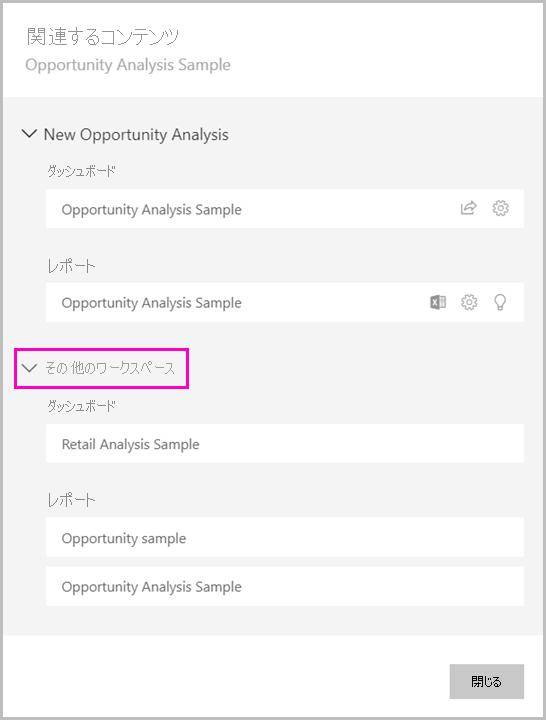 関連するコンテンツ
Opportunity Analysis Sample
New Opportunity Analysis
ダッシュボード
Opportunity Analysis Sample
レポート
Opportunity Analysis Sample
その他のワークスペース
ダッシュボード
Retail Analysis Sample
レポート
Opportunity sample
Opportunity Analysis Sample
閉じる